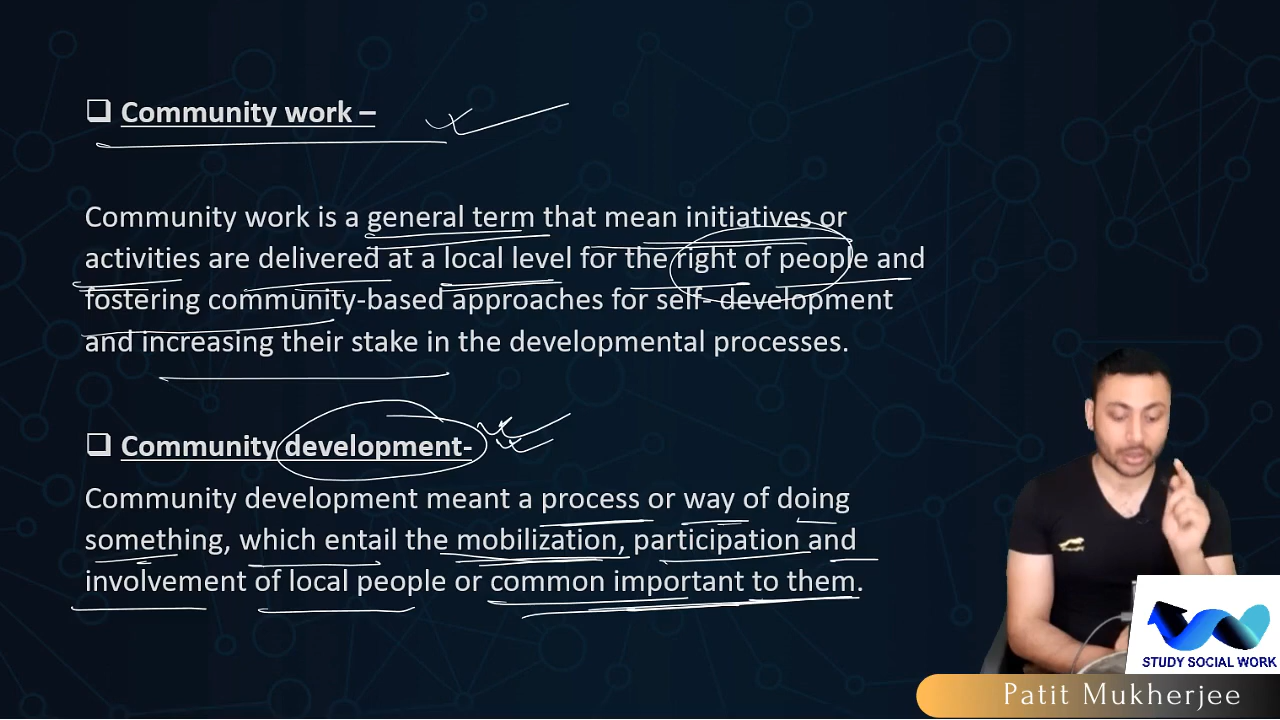 Community work –
Community work is a general term that mean initiatives or
activities are delivered at a local level for the right of people and
fostering community-based approaches for self- development
and increasing their stake in the developmental processes.
Community development-
Community development meant a process or way of doing
something, which entail the mobilization, participation and
involvement of local people or common important to them.
STUDY SOCIAL WORK
Patit Mukherjee